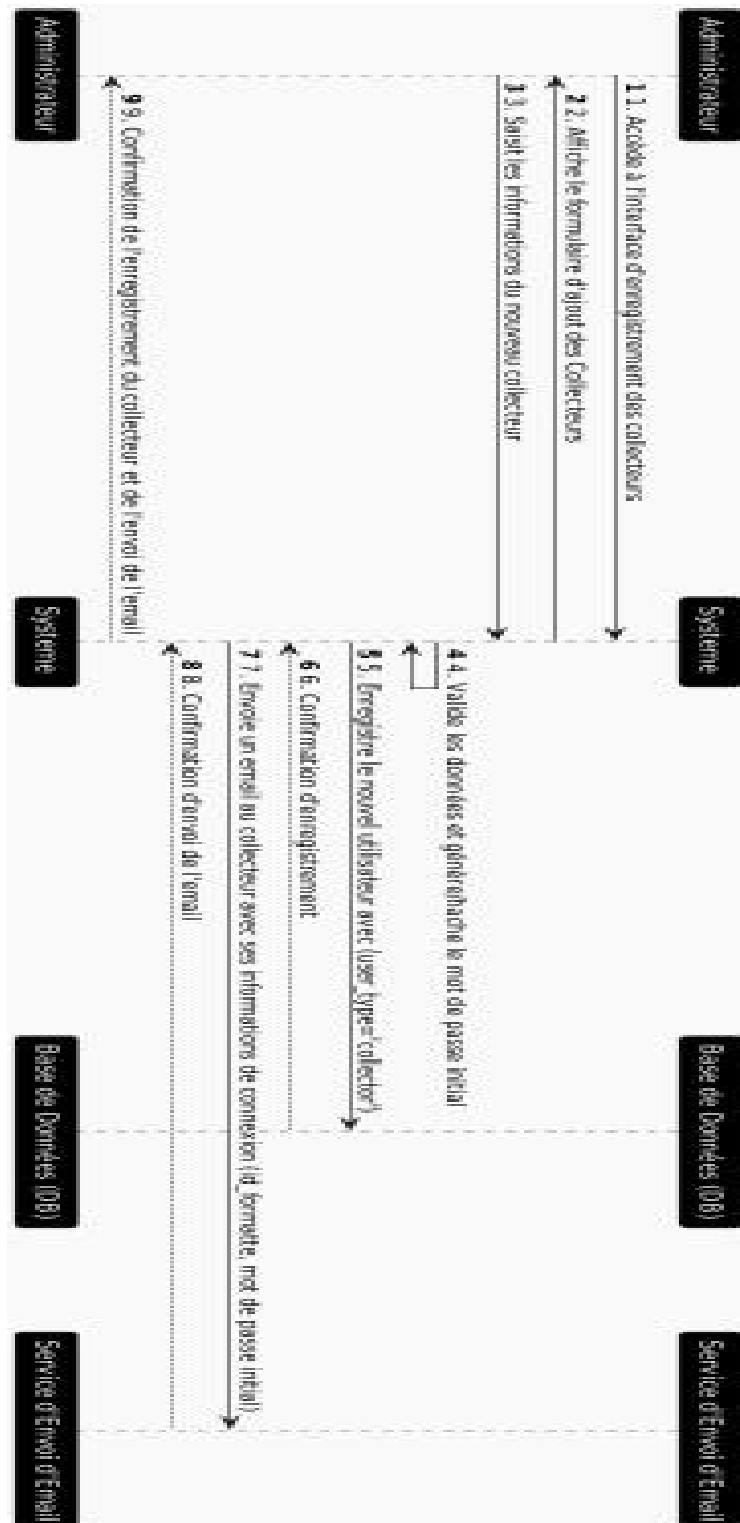 Administrateur
Système
Base de Données (DB)
Service d'Envoi d'Email
1 1. Accède à l'interface d'enregistrement des collecteurs
2 2. Affiche le formulaire d'ajout des Collecteurs
3 3. Saisit les informations du nouveau collecteur
4 4. Valide les données et génère/hache le mot de passe initial
5 5. Enregistre le nouvel utilisateur avec (user_type='collector')
6 6. Confirmation d'enregistrement
7 7. Envoie un email au collecteur avec ses informations de connexion (id_formatte, mot de passe initial)
8 8. Confirmation d'envoi de l'email
9 9. Confirmation de l'enregistrement du collecteur et de l'envoi de l'email
Administrateur
Système
Base de Données (DB)
Service d'Envoi d'Email